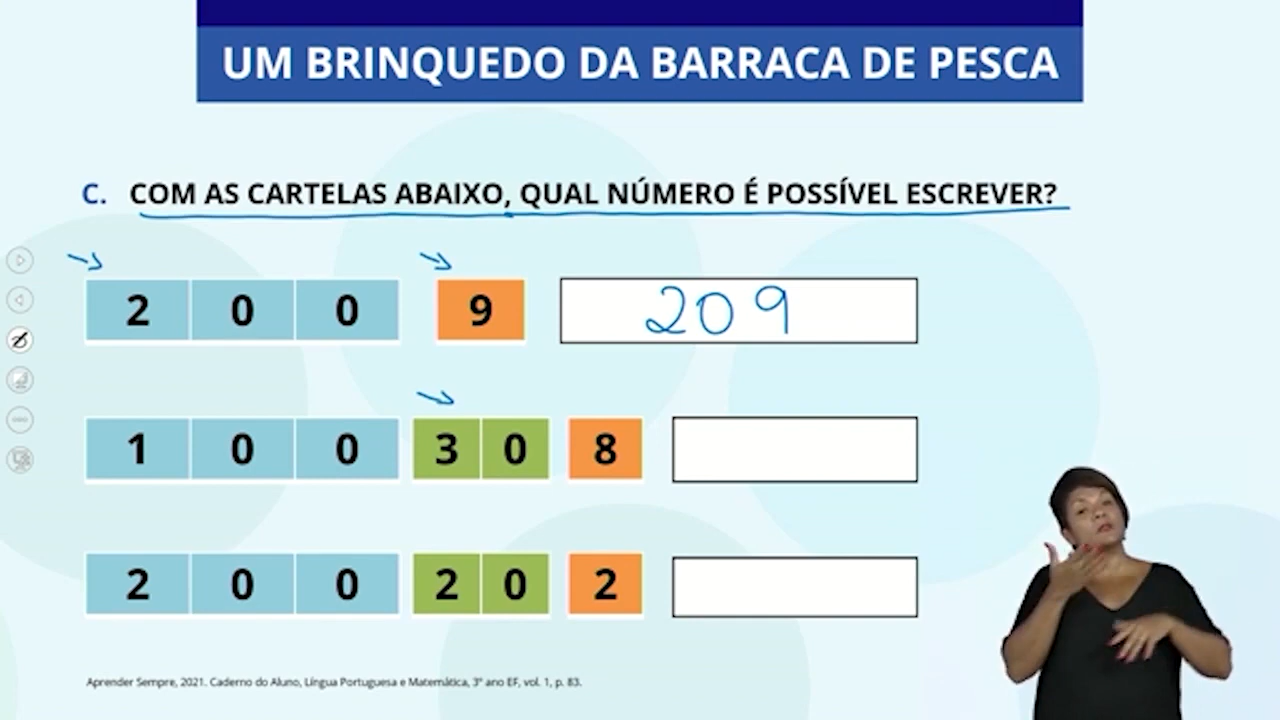 UM BRINQUEDO DA BARRACA DE PESCA
C. COM AS CARTELAS ABAIXO, QUAL NÚMERO É POSSÍVEL ESCREVER?
2 0 0 9 209
1 0 0 3 0 8
2 0 0 2 0 2
Aprender Sempre, 2021. Caderno do Aluno, Língua Portuguesa e Matemática, 3º ano EF, vol. 1, p. 83.